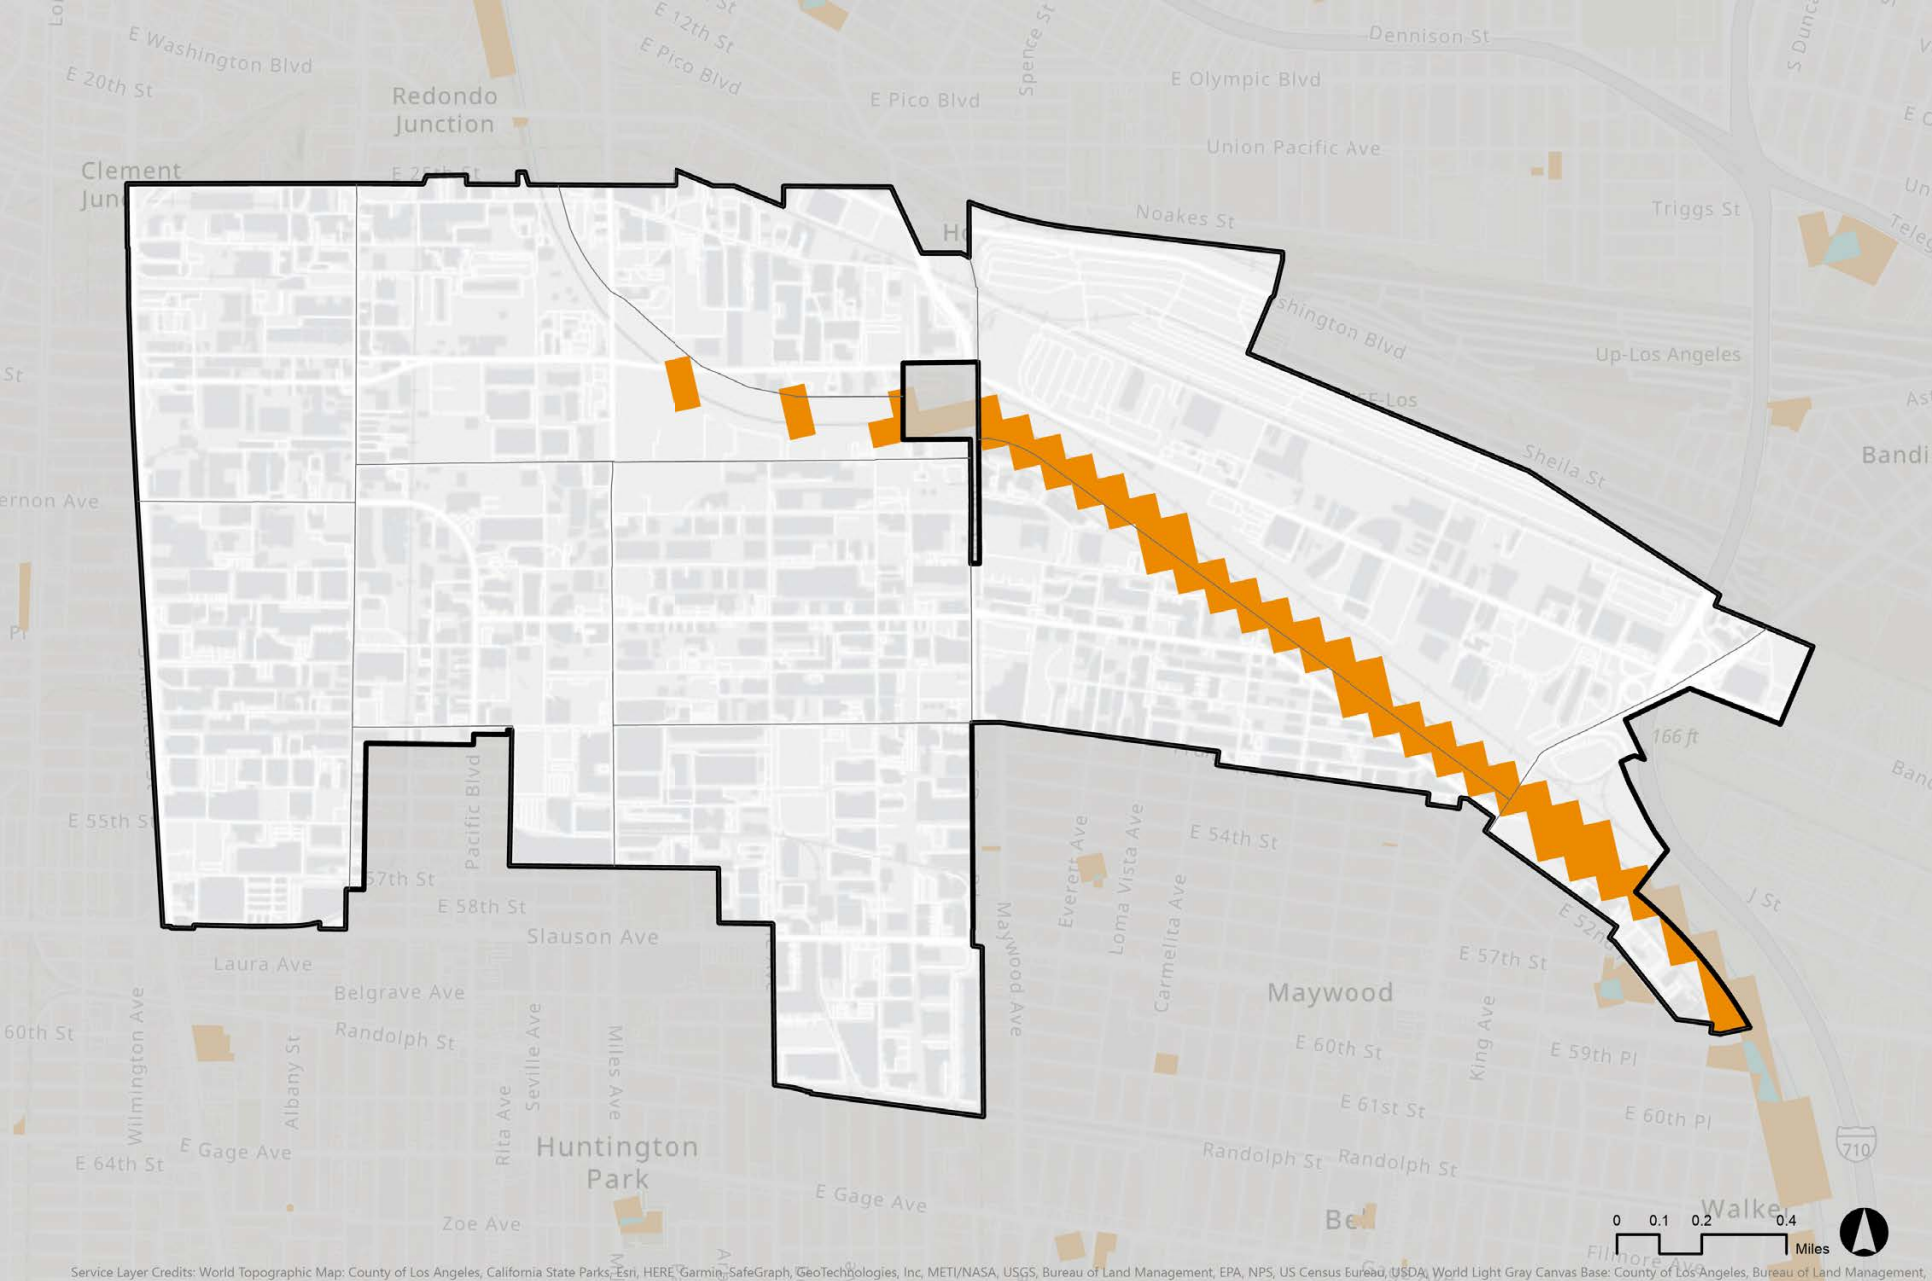 E Washington Blvd
E 20th St
E 12th St
E Pico Blvd
Spence St
E Pico Blvd
Dennison St
E Olympic Blvd
Union Pacific Ave
Redondo
Junction
Clement
E 25th St
Noakes St
Triggs St
Up-Los Angeles
Sheila St
St
ernon Ave
Pl
E 55th St
Pacific Blvd
57th St
E 58th St
Slauson Ave
Laura Ave
Belgrave Ave
Randolph St
60th St
Wilmington Ave
Albany St
Rita Ave
Seville Ave
Miles Ave
E 64th St
E Gage Ave
Huntington
Park
Zoe Ave
E Gage Ave
Maywood Ave
Everett Ave
Loma Vista Ave
Carmelita Ave
E 54th St
Maywood
E 57th St
King Ave
E 59th Pl
E 60th St
E 61st St
E 60th Pl
Randolph St
Randolph St
166 ft
J St
710
0 0.1 0.2 0.4
Miles
Service Layer Credits: World Topographic Map: County of Los Angeles, California State Parks, Esri, HERE, Garmin, SafeGraph, GeoTechnologies, Inc, METI/NASA, USGS, Bureau of Land Management, EPA, NPS, US Census Bureau, USDA, World Light Gray Canvas Base: County of Los Angeles, Bureau of Land Management